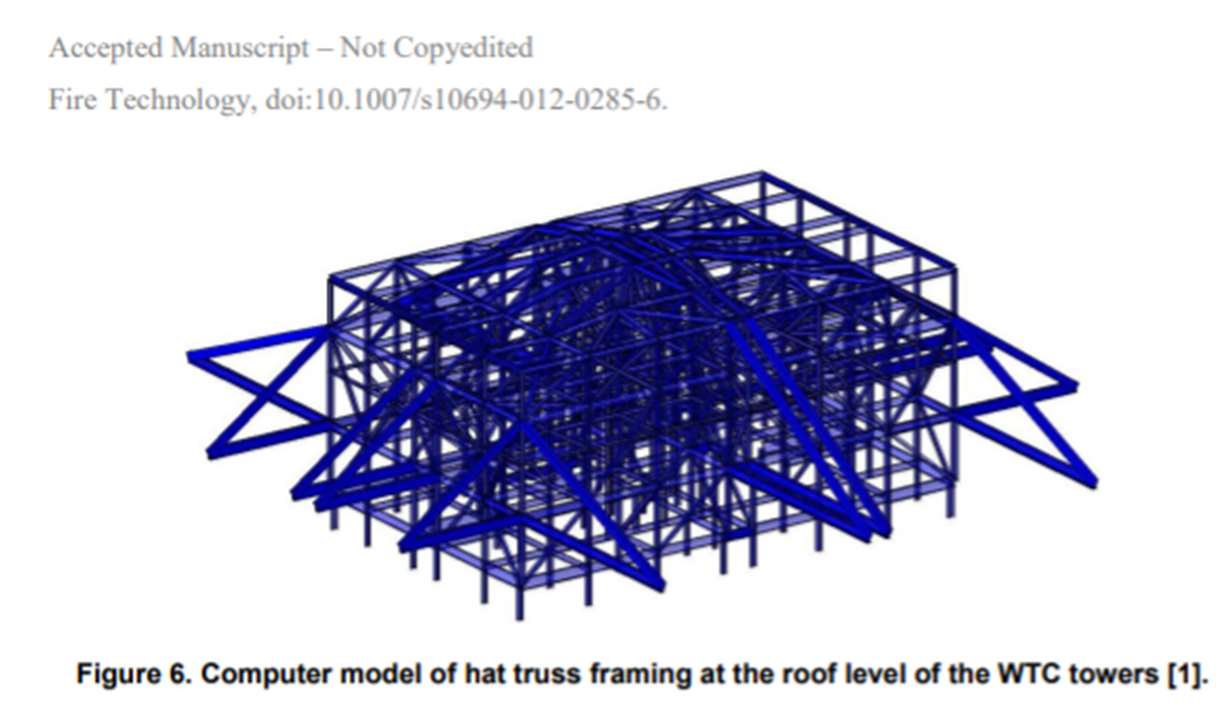 Accepted Manuscript – Not Copyedited
Fire Technology, doi:10.1007/s10694-012-0285-6.
Figure 6. Computer model of hat truss framing at the roof level of the WTC towers [1].